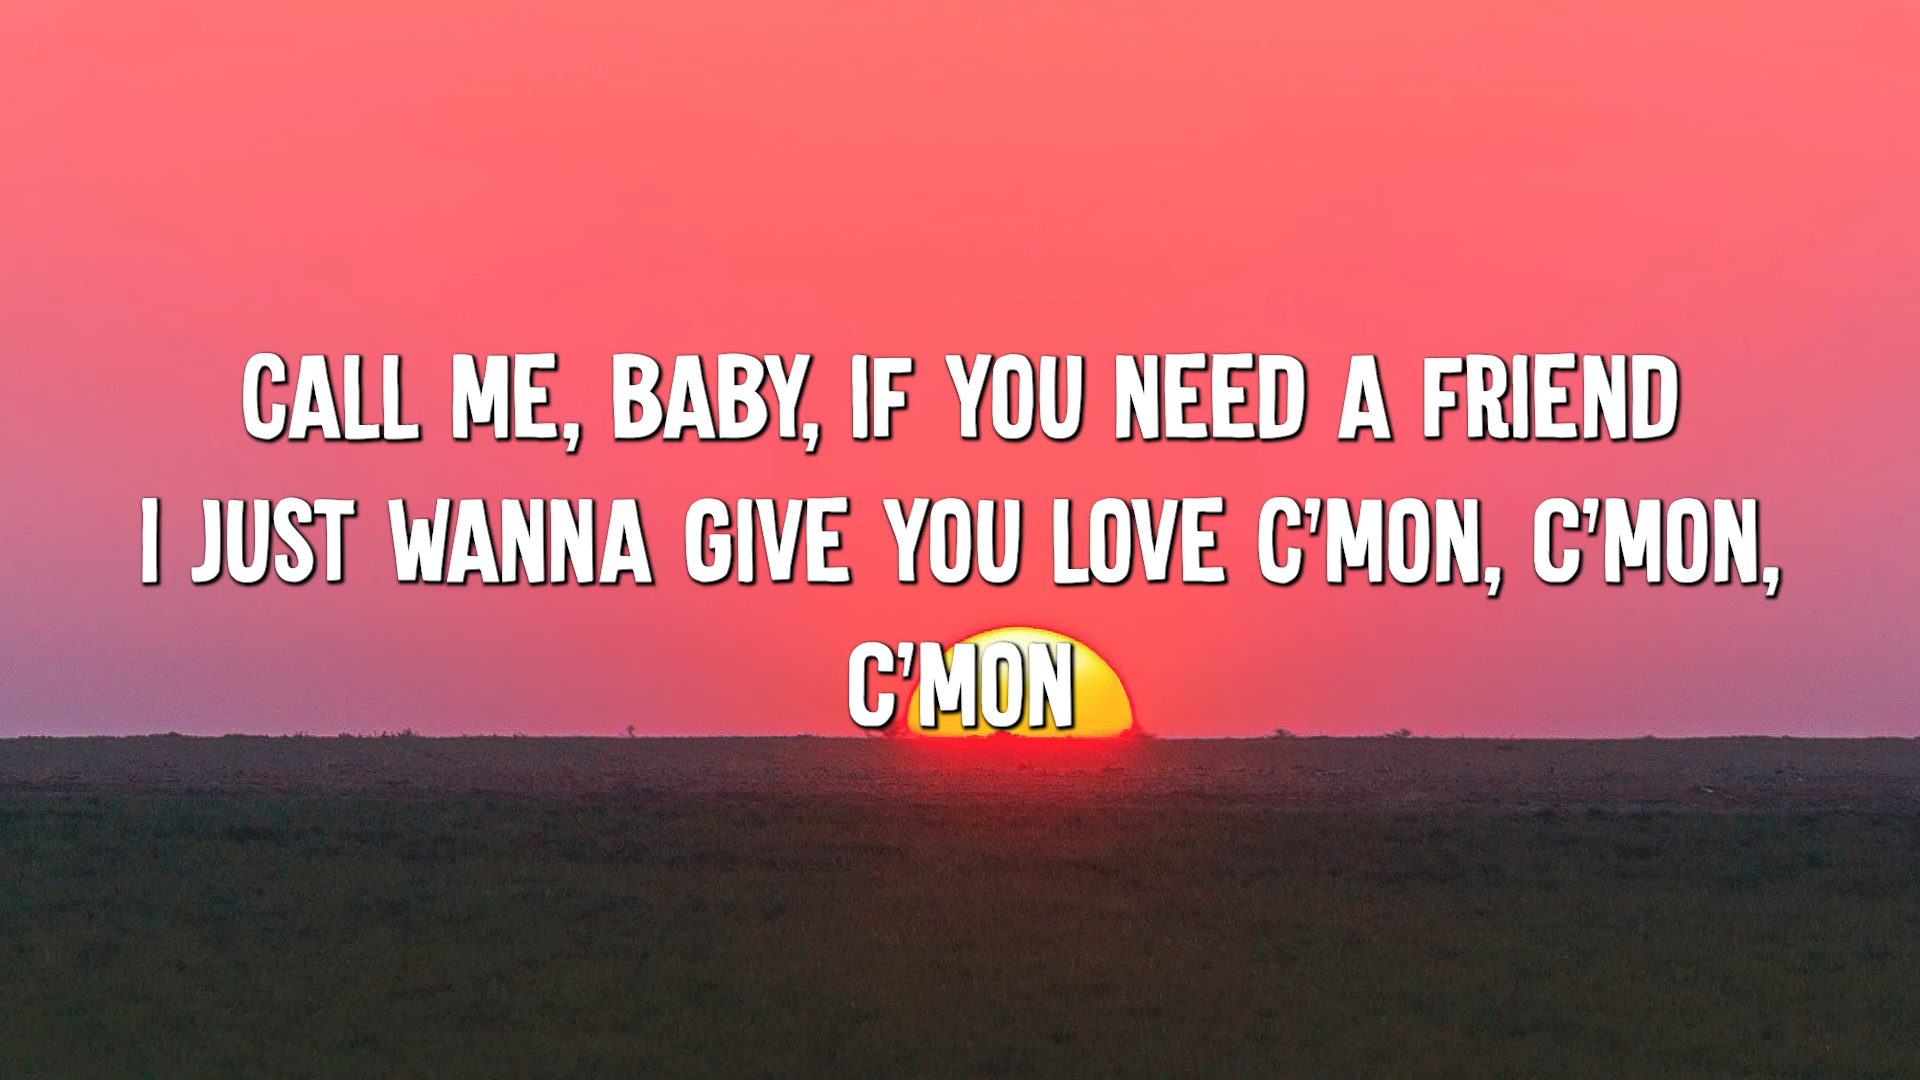 CALL ME, BABY, IF YOU NEED A FRIEND
I JUST WANNA GIVE YOU LOVE C'MON, C'MON,
C'MON